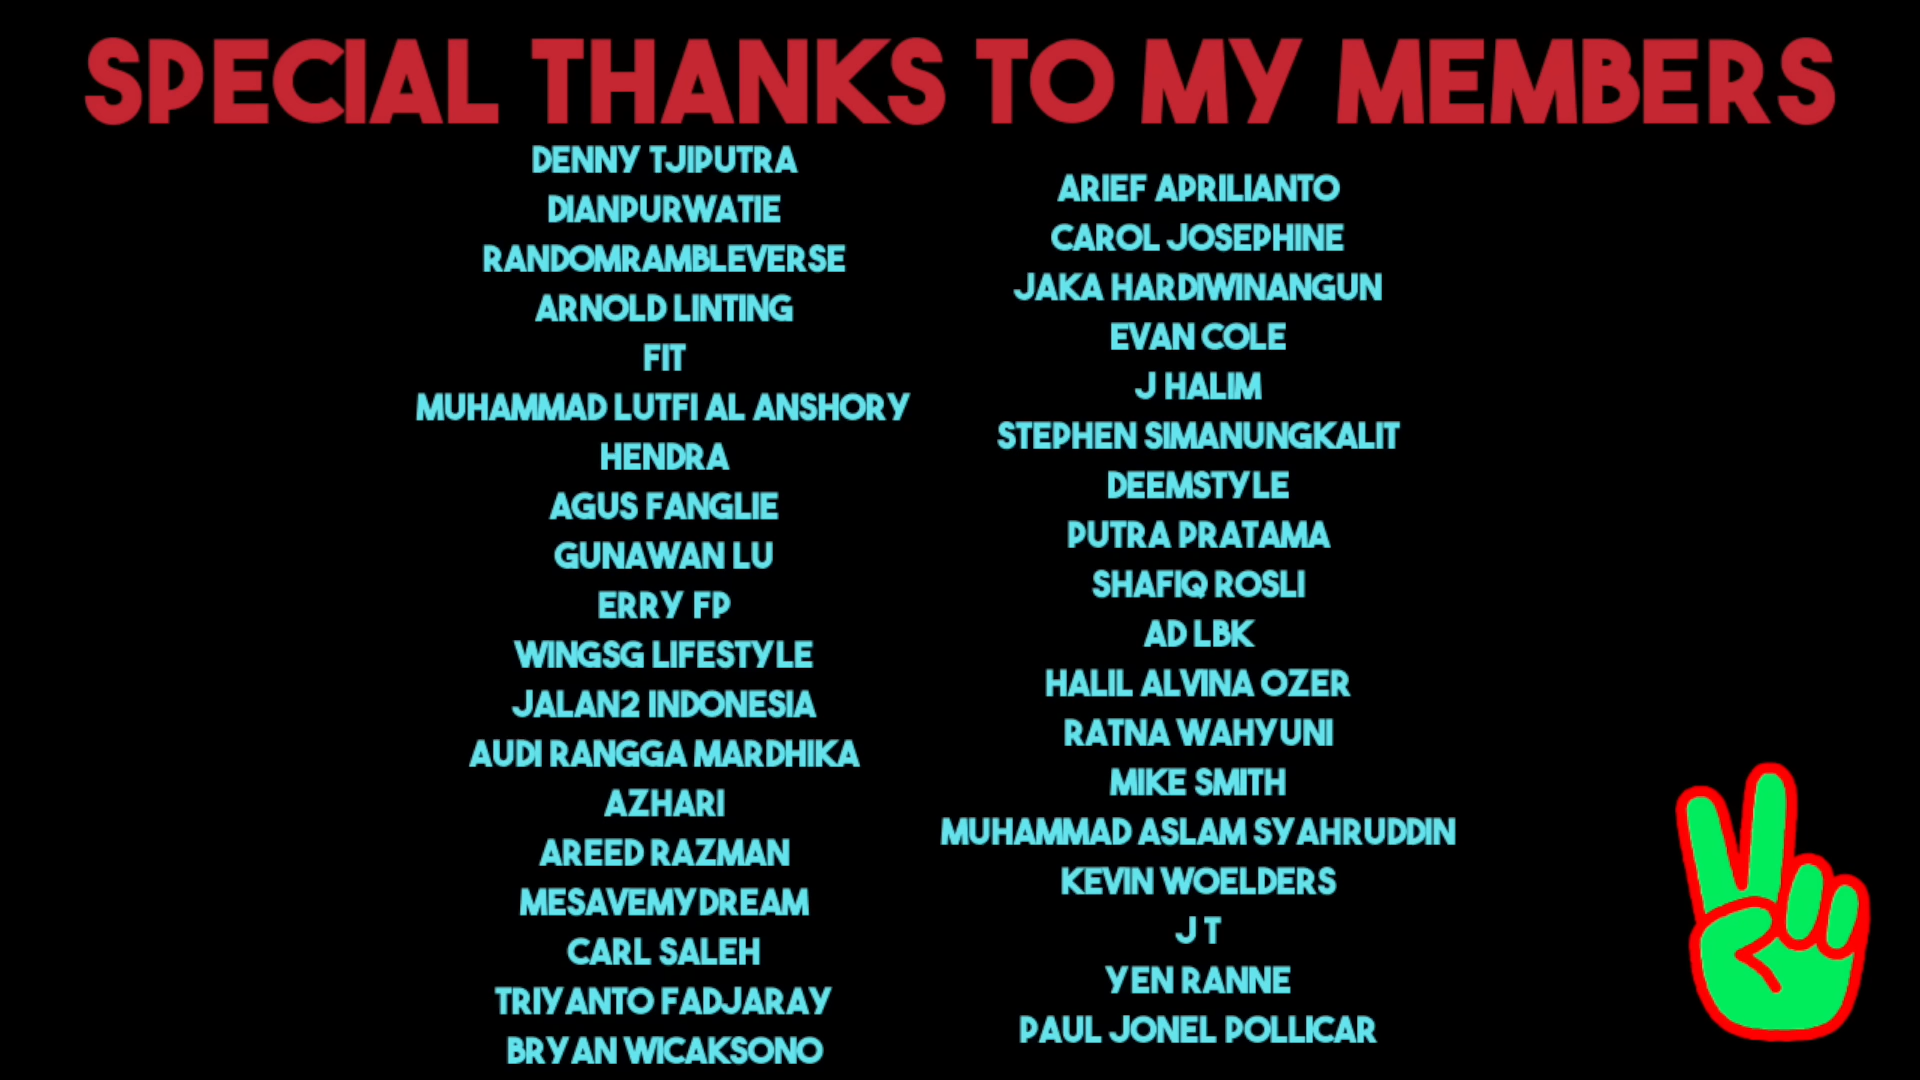 SPECIAL THANKS TO MY MEMBERS
DENNY TJIPUTRA
DIANPURWATIE
RANDOMRAMBLEVERSE
ARNOLD LINTING
FIT
MUHAMMAD LUTFI AL ANSHORY
HENDRA
AGUS FANGLIE
GUNAWAN LU
ERRY FP
WINGSG LIFESTYLE
JALAN2 INDONESIA
AUDI RANGGA MARDHIKA
AZHARI
AREED RAZMAN
MESAVEMYDREAM
CARL SALEH
TRIYANTO FADJARAY
BRYAN WICAKSONO
ARIEF APRILIANTO
CAROL JOSEPHINE
JAKA HARDIWINANGUN
EVAN COLE
J HALIM
STEPHEN SIMANUNGKALIT
DEEMSTYLE
PUTRA PRATAMA
SHAFIQ ROSLI
AD LBK
HALIL ALVINA OZER
RATNA WAHYUNI
MIKE SMITH
MUHAMMAD ASLAM SYAHRUDDIN
KEVIN WOELDERS
J T
YEN RANNE
PAUL JONEL POLLICAR